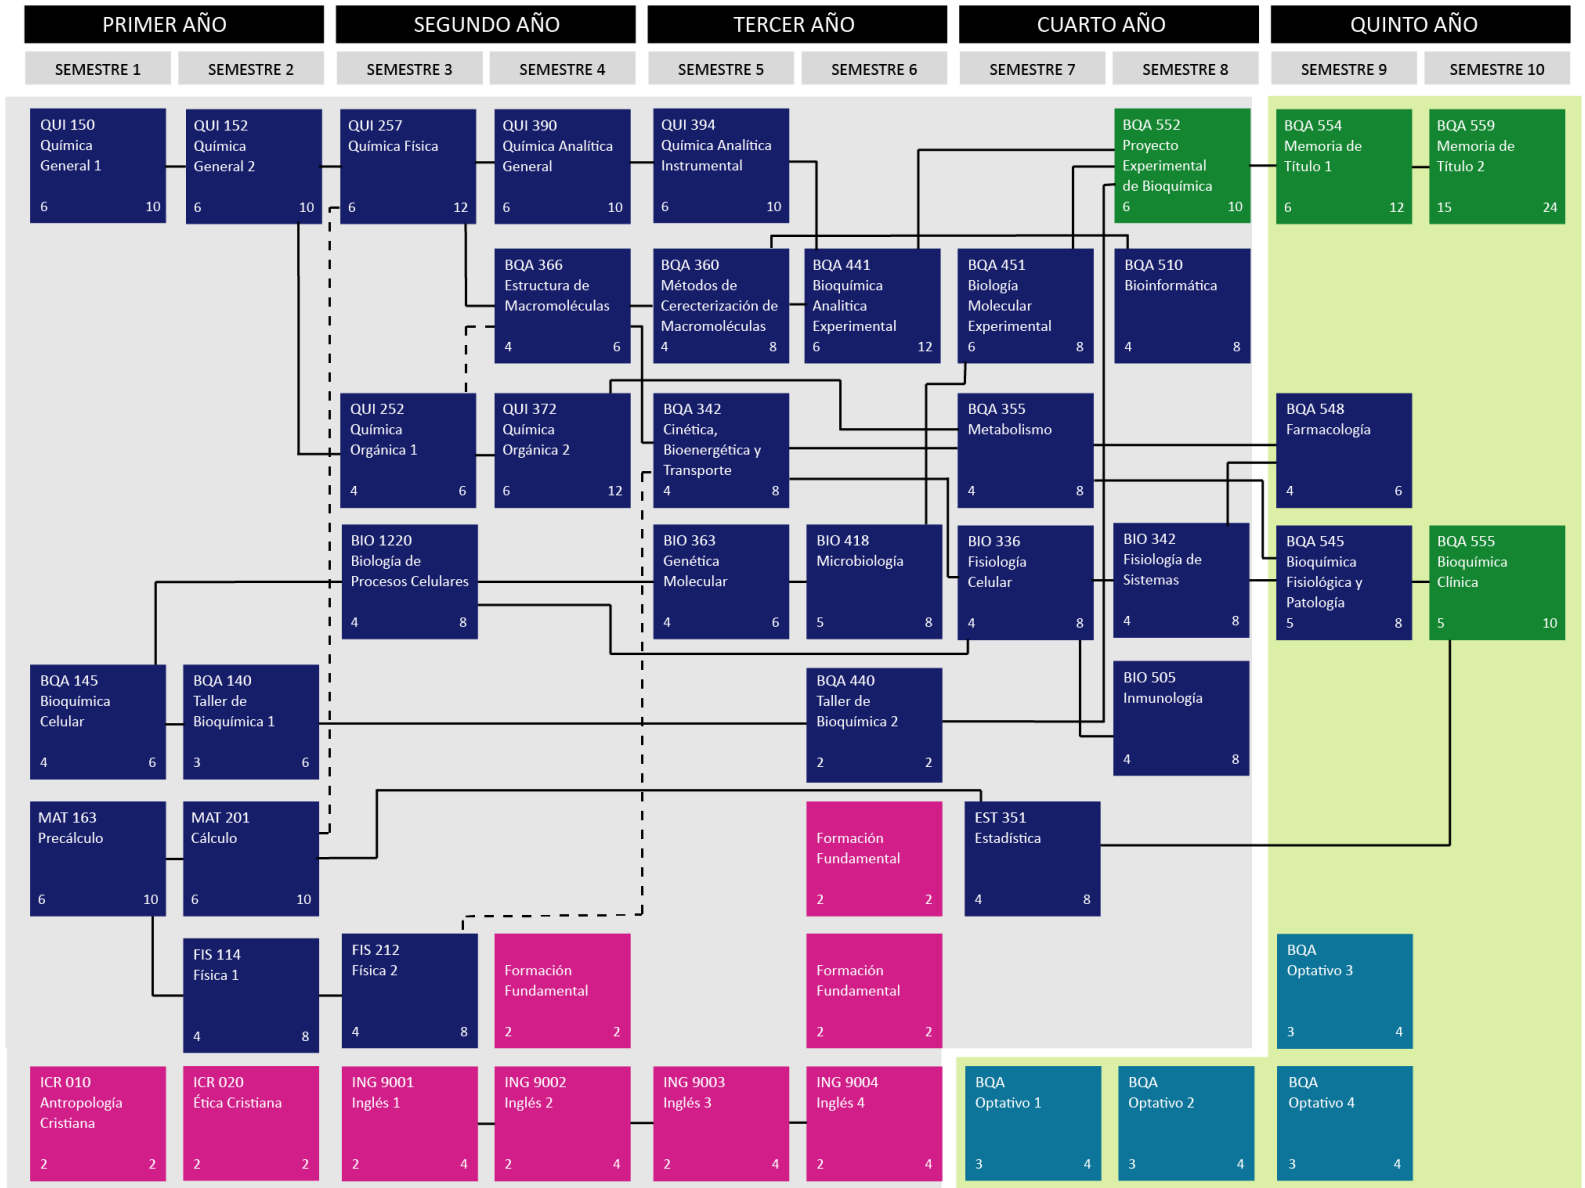 PRIMER AÑO
SEGUNDO AÑO
TERCER AÑO
CUARTO AÑO
QUINTO AÑO
SEMESTRE 1
SEMESTRE 2
SEMESTRE 3
SEMESTRE 4
SEMESTRE 5
SEMESTRE 6
SEMESTRE 7
SEMESTRE 8
SEMESTRE 9
SEMESTRE 10
QUI 150
Química
General 1
6 10
QUI 152
Química
General 2
6 10
QUI 257
Química Física
6 12
QUI 390
Química Analítica
General
6 10
QUI 394
Química Analítica
Instrumental
6 10
BQA 552
Proyecto
Experimental
de Bioquímica
6 10
BQA 554
Memoria de
Título 1
6 12
BQA 559
Memoria de
Título 2
15 24
BQA 366
Estructura de
Macromoléculas
4 6
BQA 360
Métodos de
Cerecterización de
Macromoléculas
4 8
BQA 441
Bioquímica
Analitica
Experimental
6 12
BQA 451
Biología
Molecular
Experimental
6 8
BQA 510
Bioinformática
4 8
QUI 252
Química
Orgánica 1
4 6
QUI 372
Química
Orgánica 2
6 12
BQA 342
Cinética,
Bioenergética y
Transporte
4 8
BQA 355
Metabolismo
4 8
BQA 548
Farmacología
4 6
BIO 1220
Biología de
Procesos Celulares
4 8
BIO 363
Genética
Molecular
4 6
BIO 418
Microbiología
5 8
BIO 336
Fisiología
Celular
4 8
BIO 342
Fisiología de
Sistemas
4 8
BQA 545
Bioquímica
Fisiológica y
Patología
5 8
BQA 555
Bioquímica
Clínica
5 10
BQA 145
Bioquímica
Celular
4 6
BQA 140
Taller de
Bioquímica 1
3 6
BQA 440
Taller de
Bioquímica 2
2 2
BIO 505
Inmunología
4 8
MAT 163
Precálculo
6 10
MAT 201
Cálculo
6 10
Formación
Fundamental
2 2
EST 351
Estadística
4 8
FIS 114
Física 1
4 8
FIS 212
Física 2
4 8
Formación
Fundamental
2 2
Formación
Fundamental
2 2
BQA
Optativo 3
3 4
ICR 010
Antropología
Cristiana
2 2
ICR 020
Ética Cristiana
2 2
ING 9001
Inglés 1
2 4
ING 9002
Inglés 2
2 4
ING 9003
Inglés 3
2 4
ING 9004
Inglés 4
2 4
BQA
Optativo 1
3 4
BQA
Optativo 2
3 4
BQA
Optativo 4
3 4